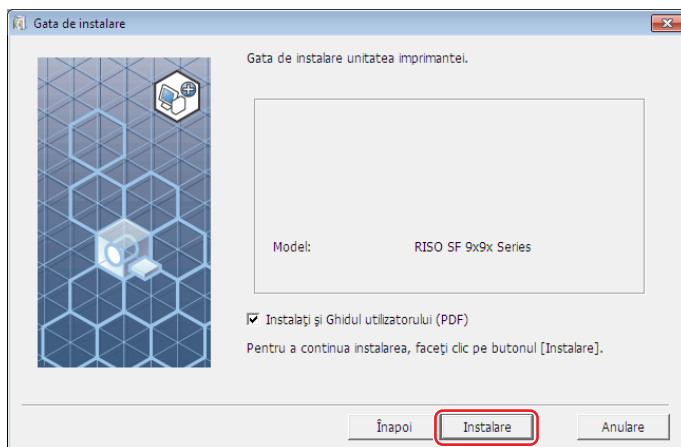 Gata de instalare
Gata de instalare unitatea imprimantei.
Model: RISO SF 9x9x Series
Instalaţi şi Ghidul utilizatorului (PDF)
Pentru a continua instalarea, faceţi clic pe butonul [Instalare].
Înapoi Instalare Anulare